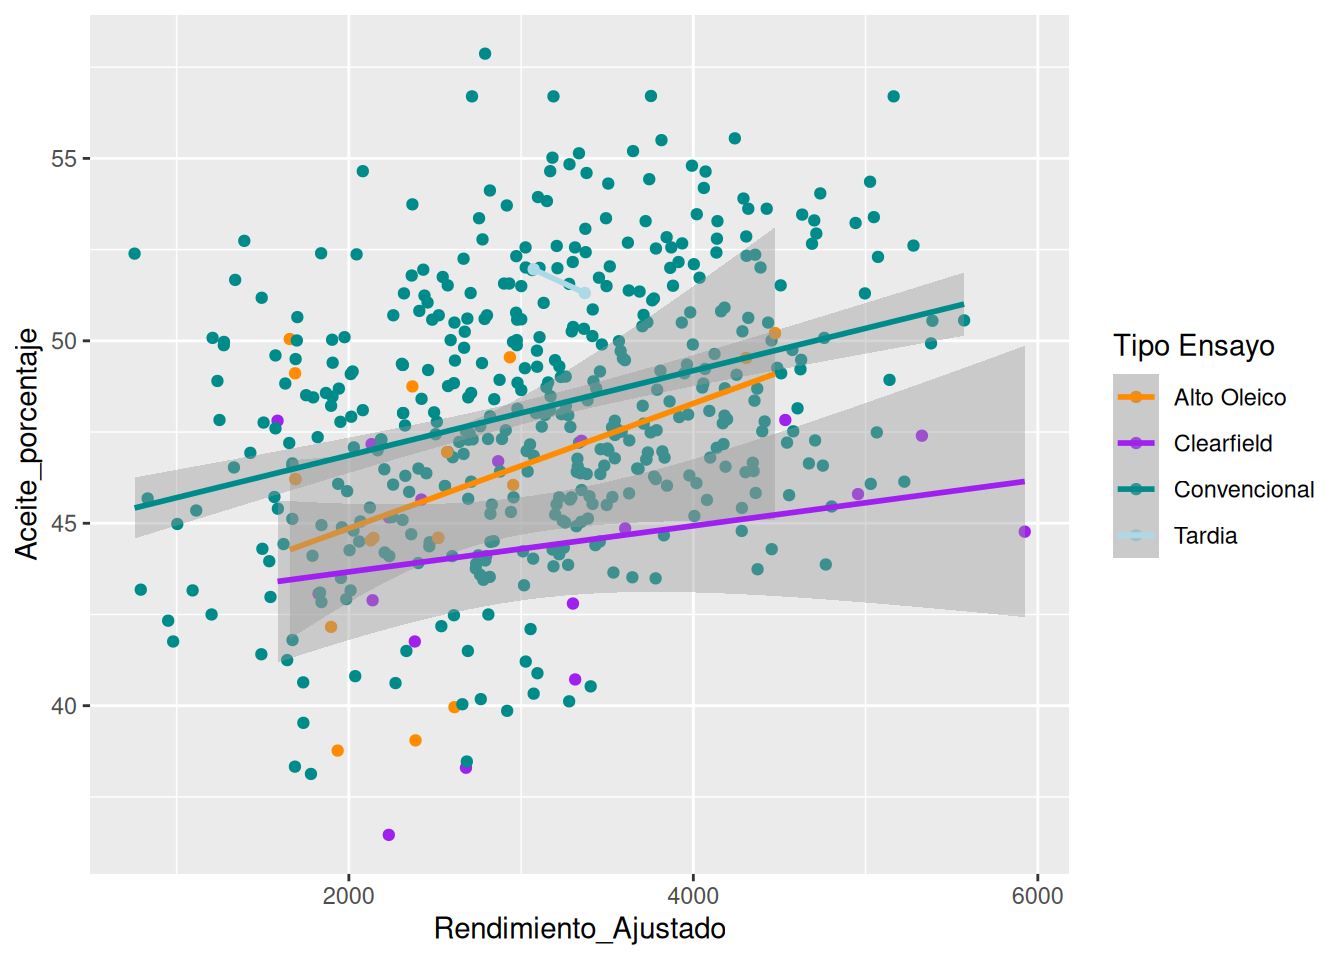 55
50
45
40
Aceite_porcentaje
2000
4000
6000
Rendimiento_Ajustado
Tipo Ensayo
Alto Oleico
Clearfield
Convencional
Tardia